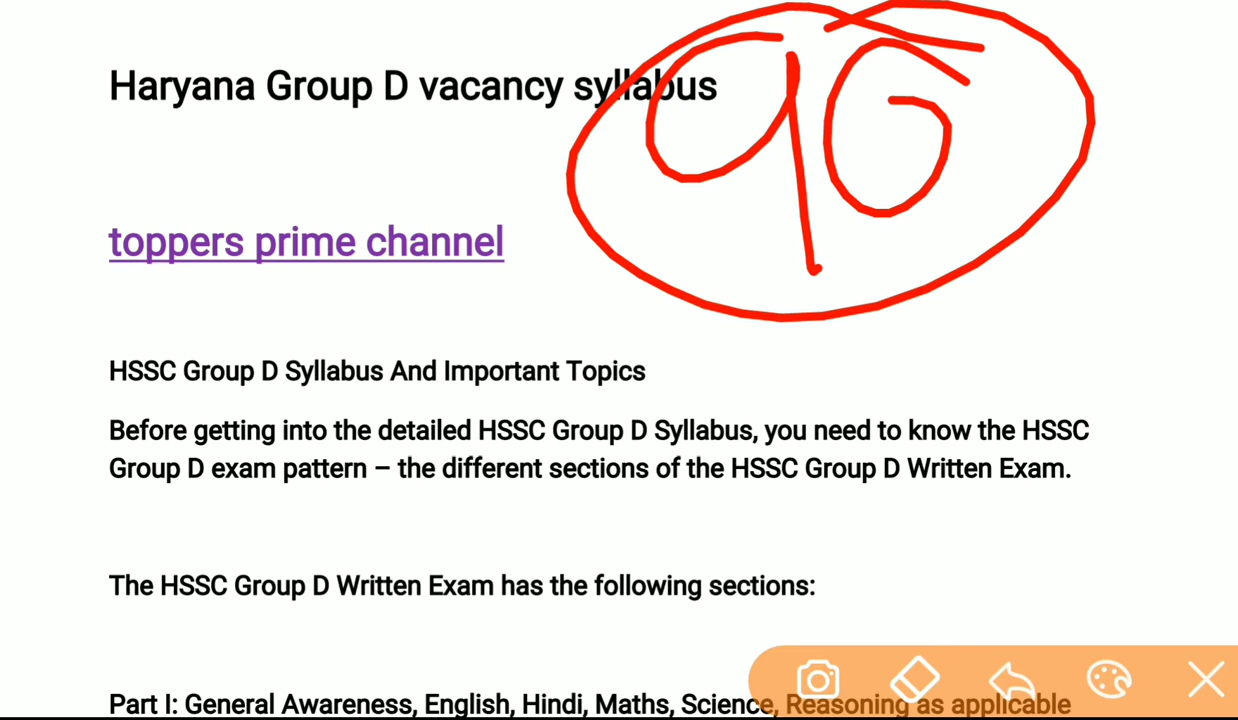 Haryana Group D vacancy syllabus
toppers prime channel
HSSC Group D Syllabus And Important Topics
Before getting into the detailed HSSC Group D Syllabus, you need to know the HSSC
Group D exam pattern – the different sections of the HSSC Group D Written Exam.
The HSSC Group D Written Exam has the following sections:
Part I: General Awareness, English, Hindi, Maths, Science, Reasoning as applicable